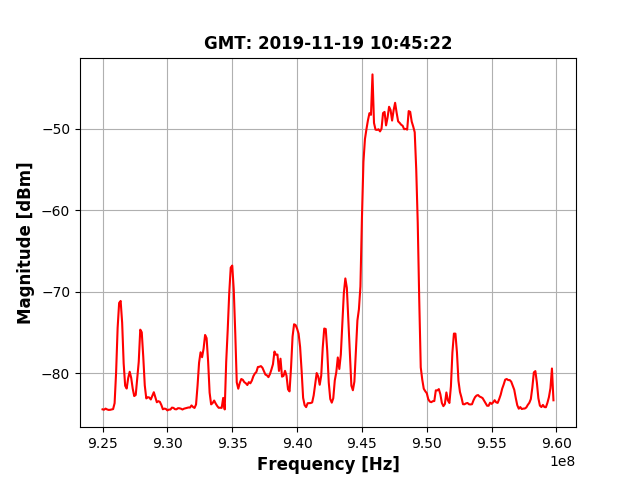 GMT: 2019-11-19 10:45:22
Magnitude [dBm]
−50
−60
−70
−80
9.25 9.30 9.35 9.40 9.45 9.50 9.55 9.60
1e8
Frequency [Hz]